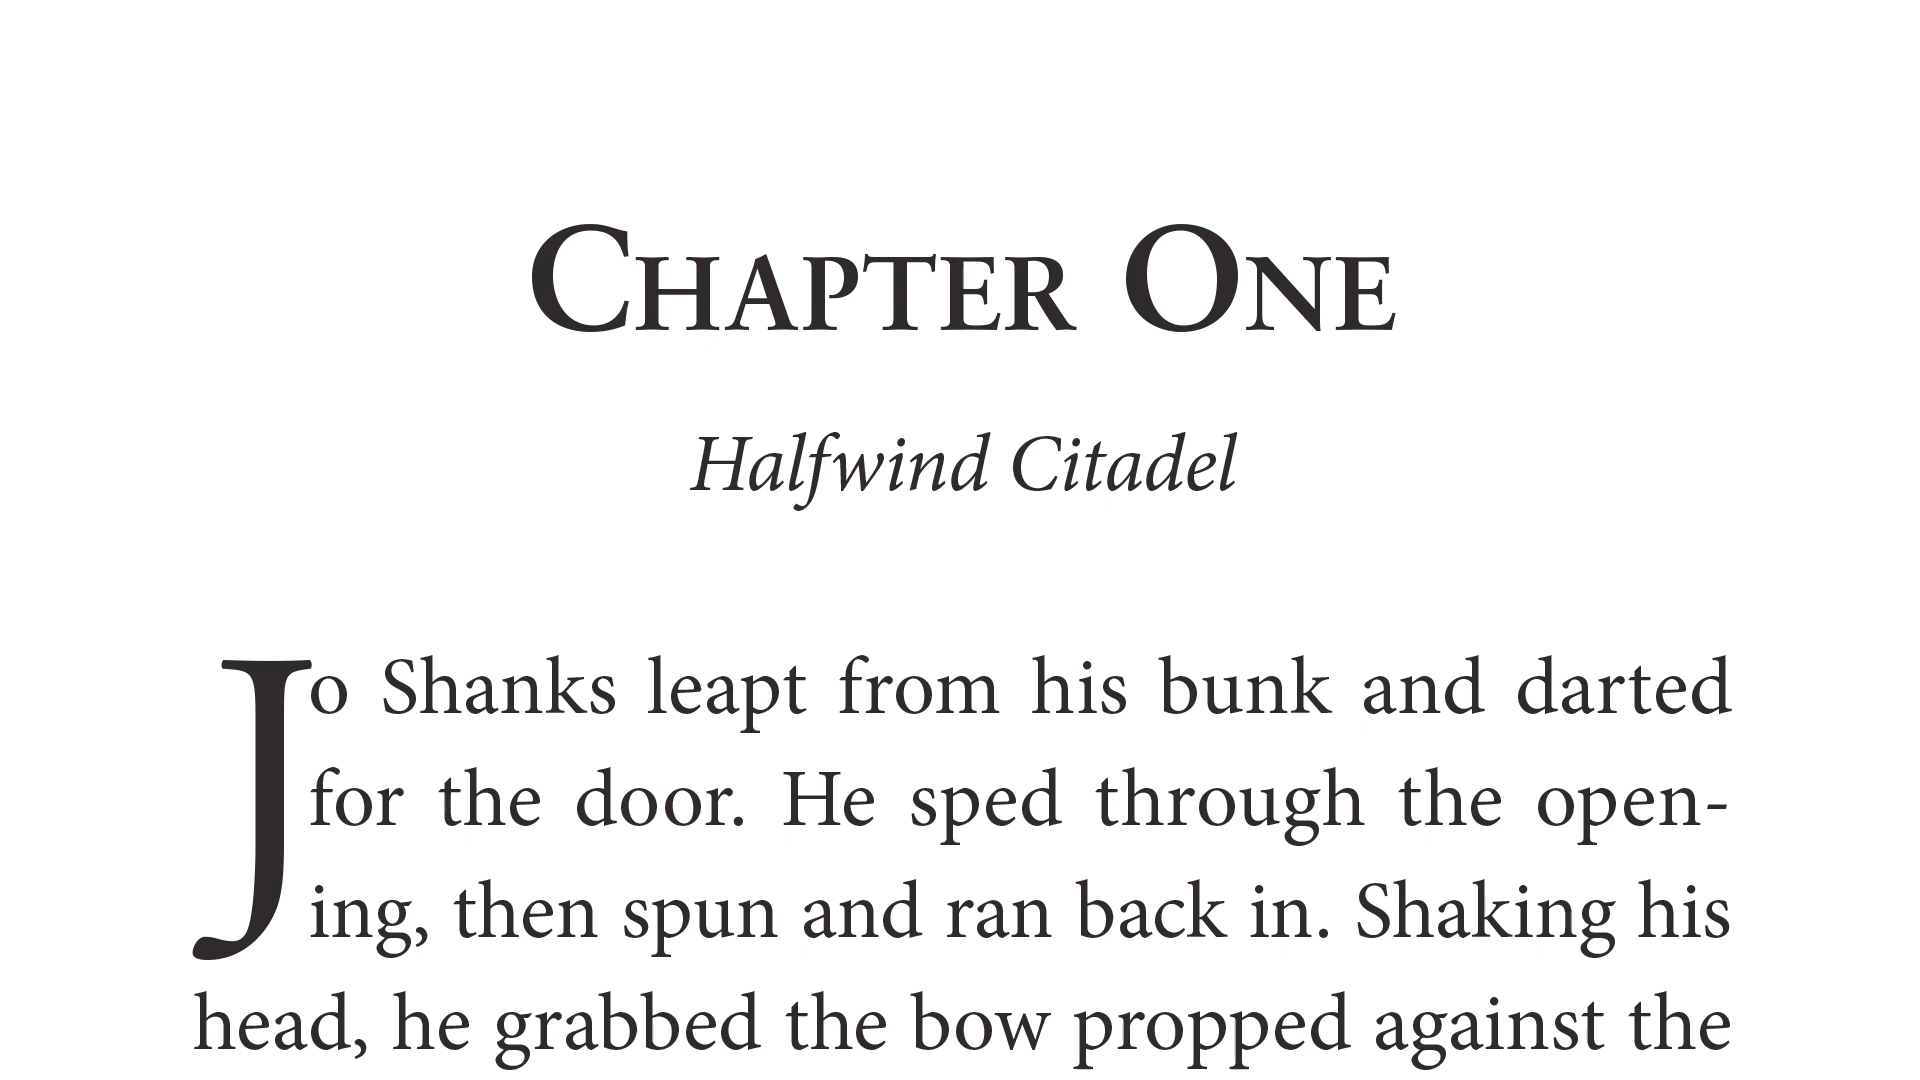 Chapter One
Halfwind Citadel
Jo Shanks leapt from his bunk and darted
for the door. He sped through the open-
ing, then spun and ran back in. Shaking his
head, he grabbed the bow propped against the